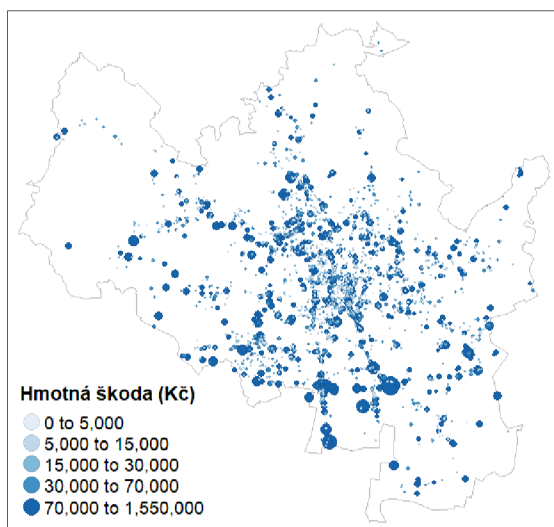 Hmotná škoda (Kč)
0 to 5,000
5,000 to 15,000
15,000 to 30,000
30,000 to 70,000
70,000 to 1,550,000